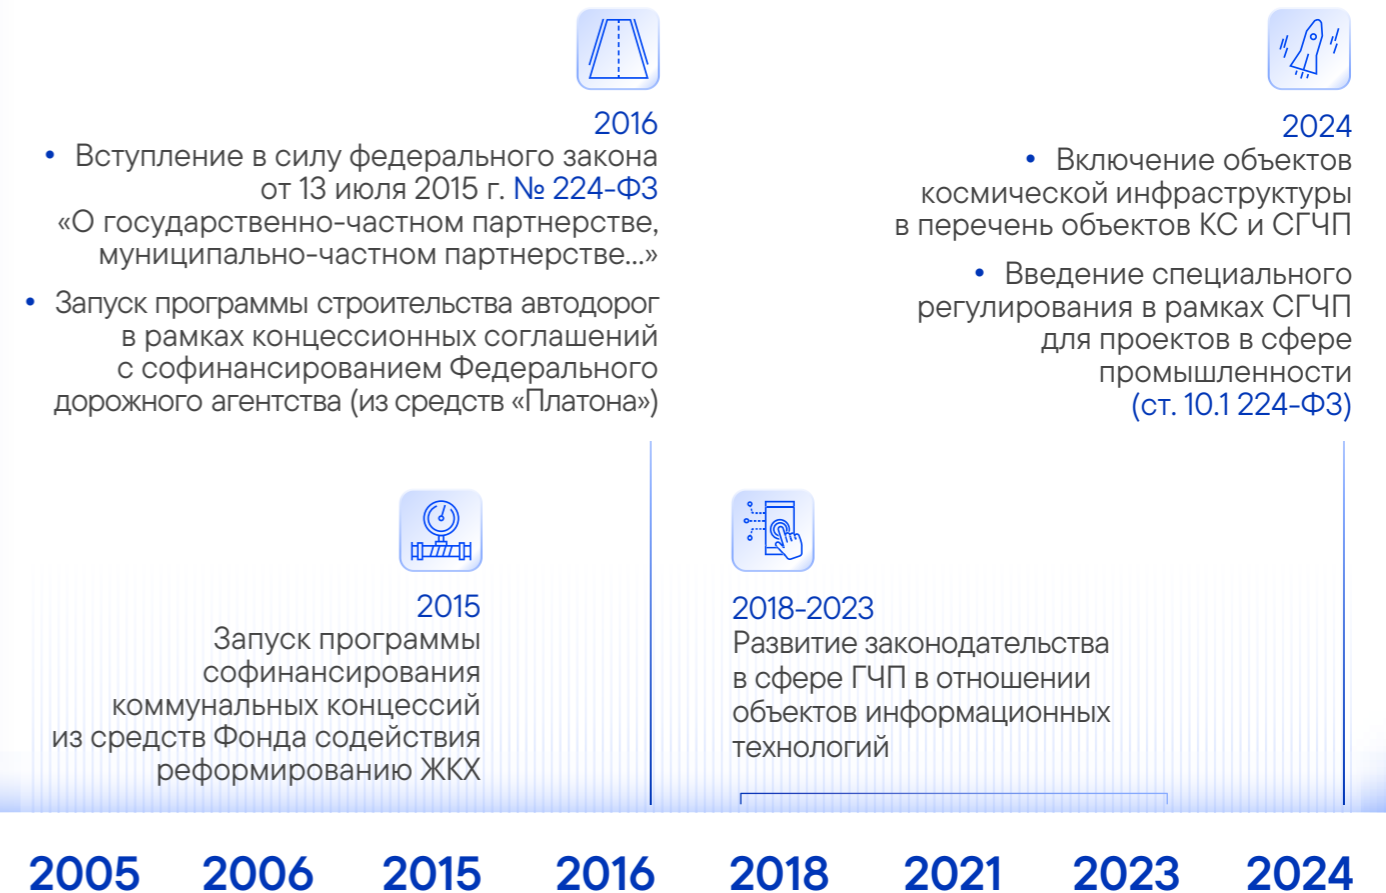 2016
• Вступление в силу федерального закона
от 13 июля 2015 г. № 224-ФЗ
«О государственно-частном партнерстве,
муниципально-частном партнерстве...»
• Запуск программы строительства автодорог
в рамках концессионных соглашений
с софинансированием Федерального
дорожного агентства (из средств «Платона»)
2024
• Включение объектов
космической инфраструктуры
в перечень объектов КС и СГЧП
• Введение специального
регулирования в рамках СГЧП
для проектов в сфере
промышленности
(ст. 10.1 224-ФЗ)
2015
Запуск программы
софинансирования
коммунальных концессий
из средств Фонда содействия
реформированию ЖКХ
2018-2023
Развитие законодательства
в сфере ГЧП в отношении
объектов информационных
технологий
2005 2006 2015 2016 2018 2021 2023 2024